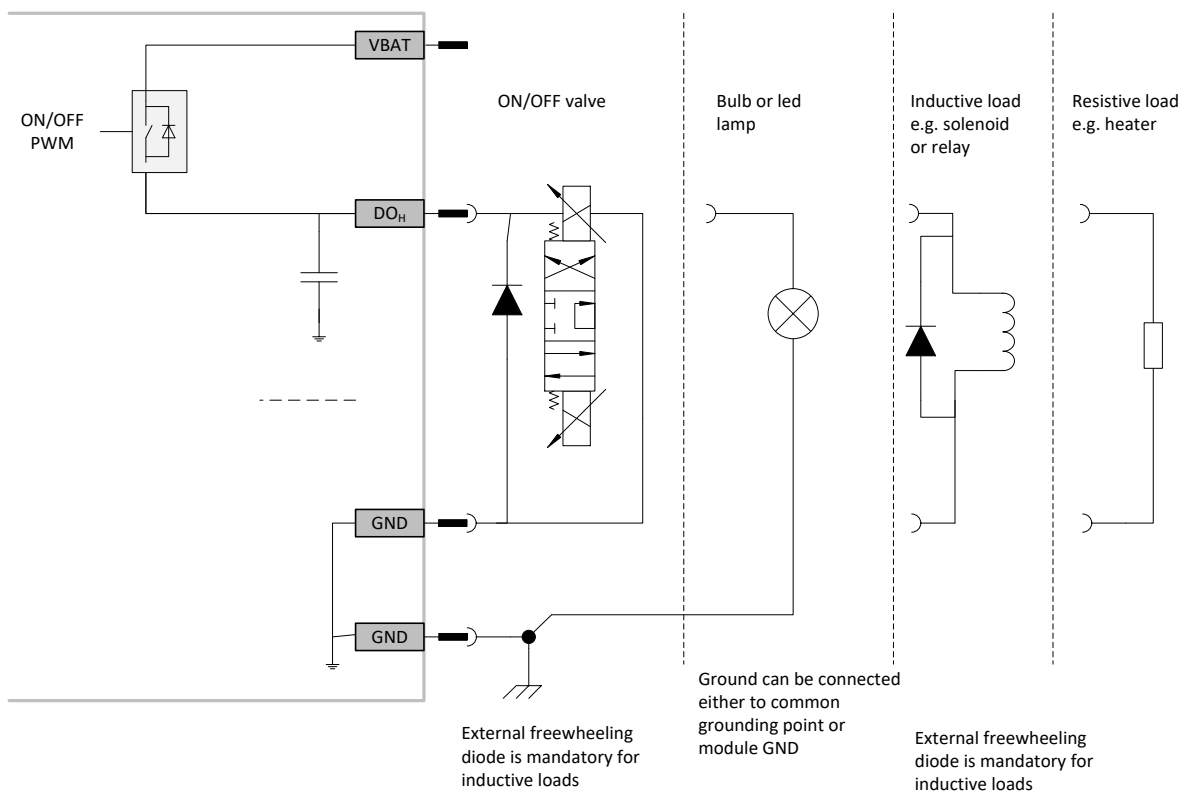 VBAT
ON/OFF
PWM
DOH
GND
GND
ON/OFF valve
Bulb or led
lamp
Inductive load
e.g. solenoid
or relay
Resistive load
e.g. heater
External freewheeling
diode is mandatory for
inductive loads
Ground can be connected
either to common
grounding point or
module GND
External freewheeling
diode is mandatory for
inductive loads